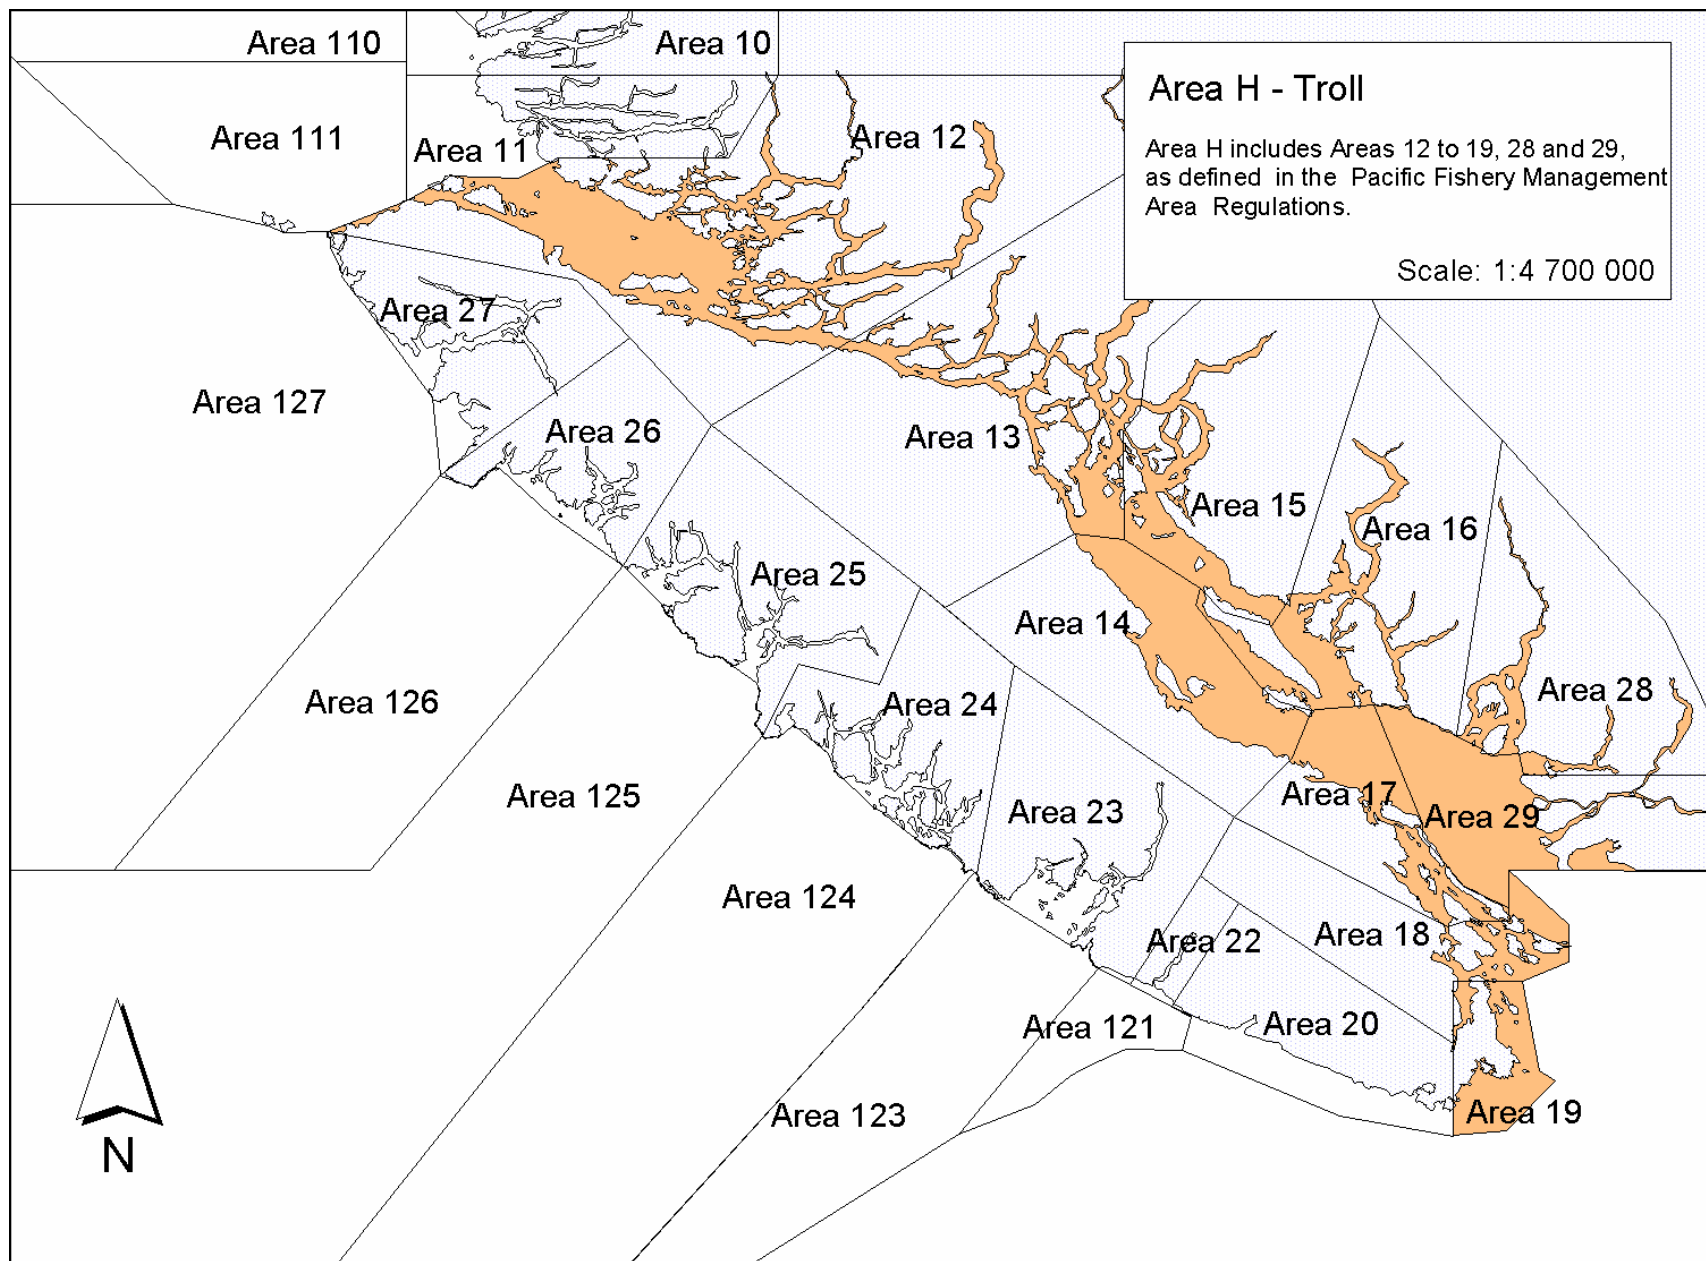 Area 110
Area 10
Area H - Troll
Area H includes Areas 12 to 19, 28 and 29,
as defined in the Pacific Fishery Management
Area Regulations.
Scale: 1:4 700 000
Area 111
Area 11
Area 12
Area 27
Area 127
Area 26
Area 13
Area 15
Area 16
Area 25
Area 14
Area 126
Area 24
Area 28
Area 125
Area 23
Area 17
Area 29
Area 124
Area 22
Area 18
Area 121
Area 20
Area 123
Area 19
N